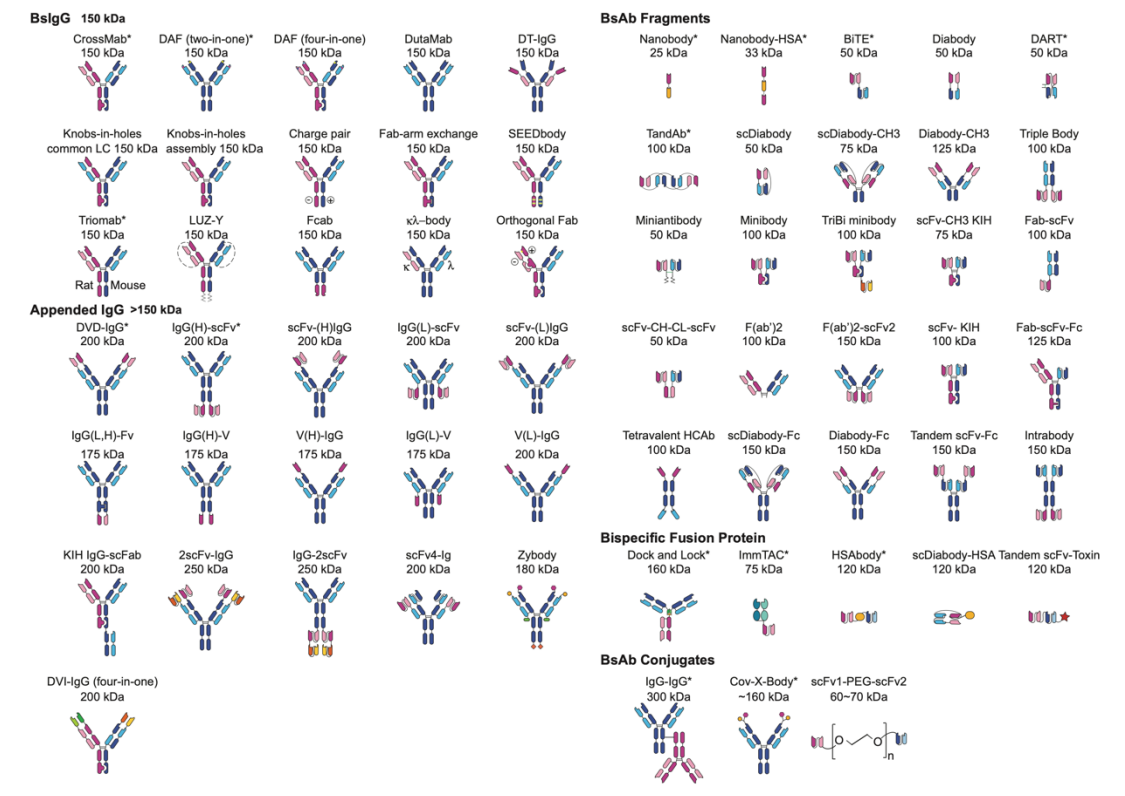 BsIgG 150 kDa
CrossMab* DAF (two-in-one)* DAF (four-in-one) DutaMab DT-IgG
150 kDa 150 kDa 150 kDa 150 kDa 150 kDa
Knobs-in-holes Knobs-in-holes Charge pair Fab-arm exchange SEEDbody
common LC 150 kDa assembly 150 kDa 150 kDa 150 kDa 150 kDa
− +
Triomab* LUZ-Y Fcab κλ–body Orthogonal Fab
150 kDa 150 kDa 150 kDa 150 kDa 150 kDa
+
κ λ −
Rat Mouse
Appended IgG >150 kDa
DVD-IgG* IgG(H)-scFv* scFv-(H)IgG IgG(L)-scFv scFv-(L)IgG
200 kDa 200 kDa 200 kDa 200 kDa 200 kDa
IgG(L,H)-Fv IgG(H)-V V(H)-IgG IgG(L)-V V(L)-IgG
175 kDa 175 kDa 175 kDa 175 kDa 200 kDa
KIH IgG-scFab 2scFv-IgG IgG-2scFv scFv4-Ig Zybody
200 kDa 250 kDa 250 kDa 200 kDa 180 kDa
DVI-IgG (four-in-one)
200 kDa
BsAb Fragments
Nanobody* Nanobody-HSA* BiTE* Diabody DART*
25 kDa 33 kDa 50 kDa 50 kDa 50 kDa
TandAb* scDiabody scDiabody-CH3 Diabody-CH3 Triple Body
100 kDa 50 kDa 75 kDa 125 kDa 100 kDa
Miniantibody Minibody TriBi minibody scFv-CH3 KIH Fab-scFv
50 kDa 100 kDa 100 kDa 75 kDa 100 kDa
scFv-CH-CL-scFv F(ab’)2 F(ab’)2-scFv2 scFv- KIH Fab-scFv-Fc
50 kDa 100 kDa 150 kDa 100 kDa 125 kDa
Tetravalent HCAb scDiabody-Fc Diabody-Fc Tandem scFv-Fc Intrabody
100 kDa 150 kDa 150 kDa 150 kDa 150 kDa
Bispecific Fusion Protein
Dock and Lock* ImmTAC* HSAbody* scDiabody-HSA Tandem scFv-Toxin
160 kDa 75 kDa 120 kDa 120 kDa 120 kDa
BsAb Conjugates
IgG-IgG* Cov-X-Body* scFv1-PEG-scFv2
300 kDa ~160 kDa 60~70 kDa
O O
n